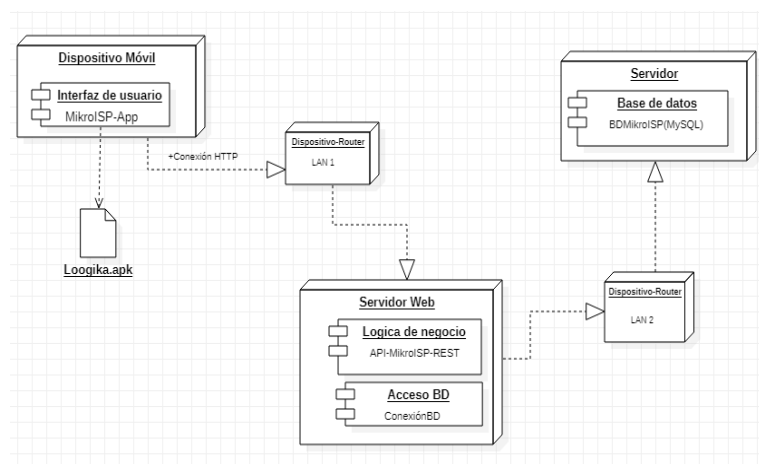 Dispositivo Móvil
Interfaz de usuario
MikroISP-App
+Conexión HTTP
Loogika.apk
Dispositivo-Router
LAN 1
Servidor
Base de datos
BDMikroISP(MySQL)
Servidor Web
Logica de negocio
API-MikroISP-REST
Acceso BD
ConexiónBD
Dispositivo-Router
LAN 2